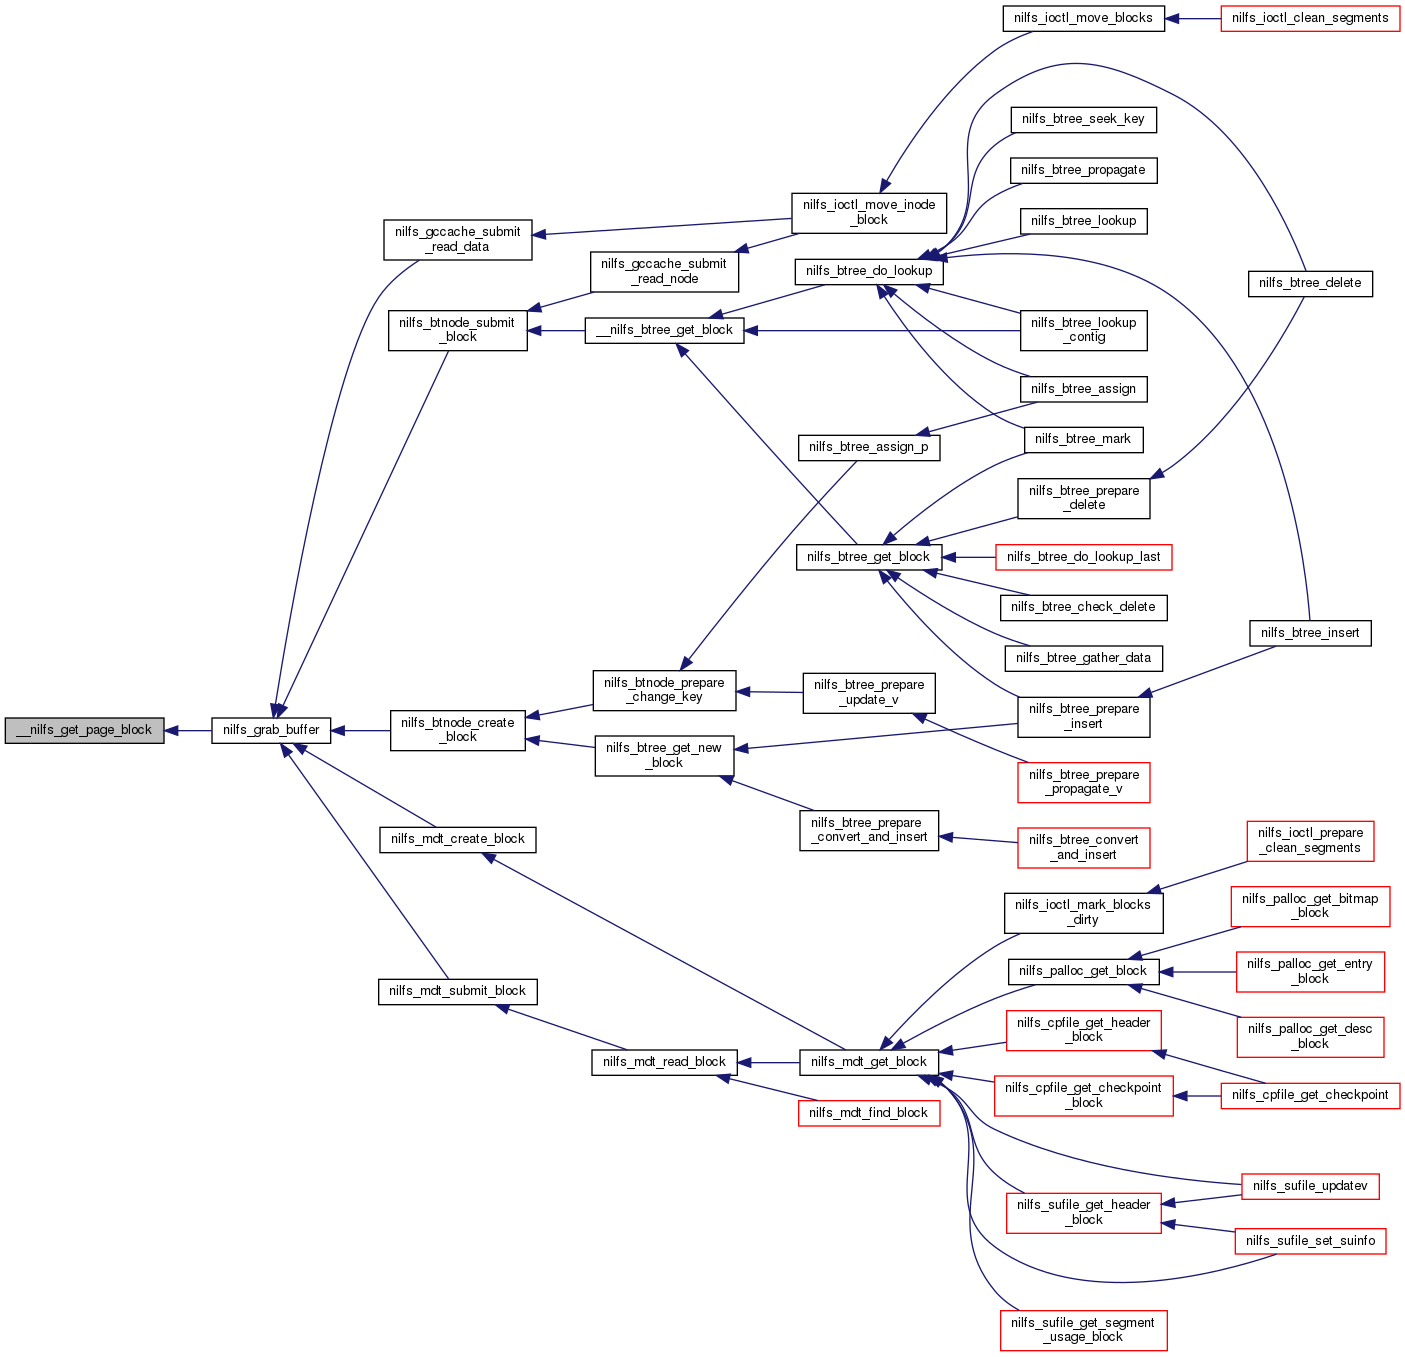 nilfs_ioctl_move_blocks
nilfs_ioctl_clean_segments
nilfs_btree_seek_key
nilfs_btree_propagate
nilfs_ioctl_move_inode
_block
nilfs_btree_lookup
nilfs_gccache_submit
_read_data
nilfs_gccache_submit
_read_node
nilfs_btree_do_lookup
nilfs_btree_delete
nilfs_btnode_submit
_block
__nilfs_btree_get_block
nilfs_btree_lookup
_contig
nilfs_btree_assign
nilfs_btree_assign_p
nilfs_btree_mark
nilfs_btree_prepare
_delete
nilfs_btree_get_block
nilfs_btree_do_lookup_last
nilfs_btree_check_delete
nilfs_btree_insert
nilfs_btree_gather_data
nilfs_btnode_prepare
_change_key
nilfs_btree_prepare
_update_v
nilfs_btree_prepare
_insert
__nilfs_get_page_block
nilfs_grab_buffer
nilfs_btnode_create
_block
nilfs_btree_get_new
_block
nilfs_btree_prepare
_propagate_v
nilfs_btree_prepare
_convert_and_insert
nilfs_mdt_create_block
nilfs_btree_convert
_and_insert
nilfs_ioctl_prepare
_clean_segments
nilfs_ioctl_mark_blocks
_dirty
nilfs_palloc_get_bitmap
_block
nilfs_palloc_get_block
nilfs_palloc_get_entry
_block
nilfs_mdt_submit_block
nilfs_cpfile_get_header
_block
nilfs_palloc_get_desc
_block
nilfs_mdt_read_block
nilfs_mdt_get_block
nilfs_cpfile_get_checkpoint
_block
nilfs_cpfile_get_checkpoint
nilfs_mdt_find_block
nilfs_sufile_updatev
nilfs_sufile_get_header
_block
nilfs_sufile_set_suinfo
nilfs_sufile_get_segment
_usage_block